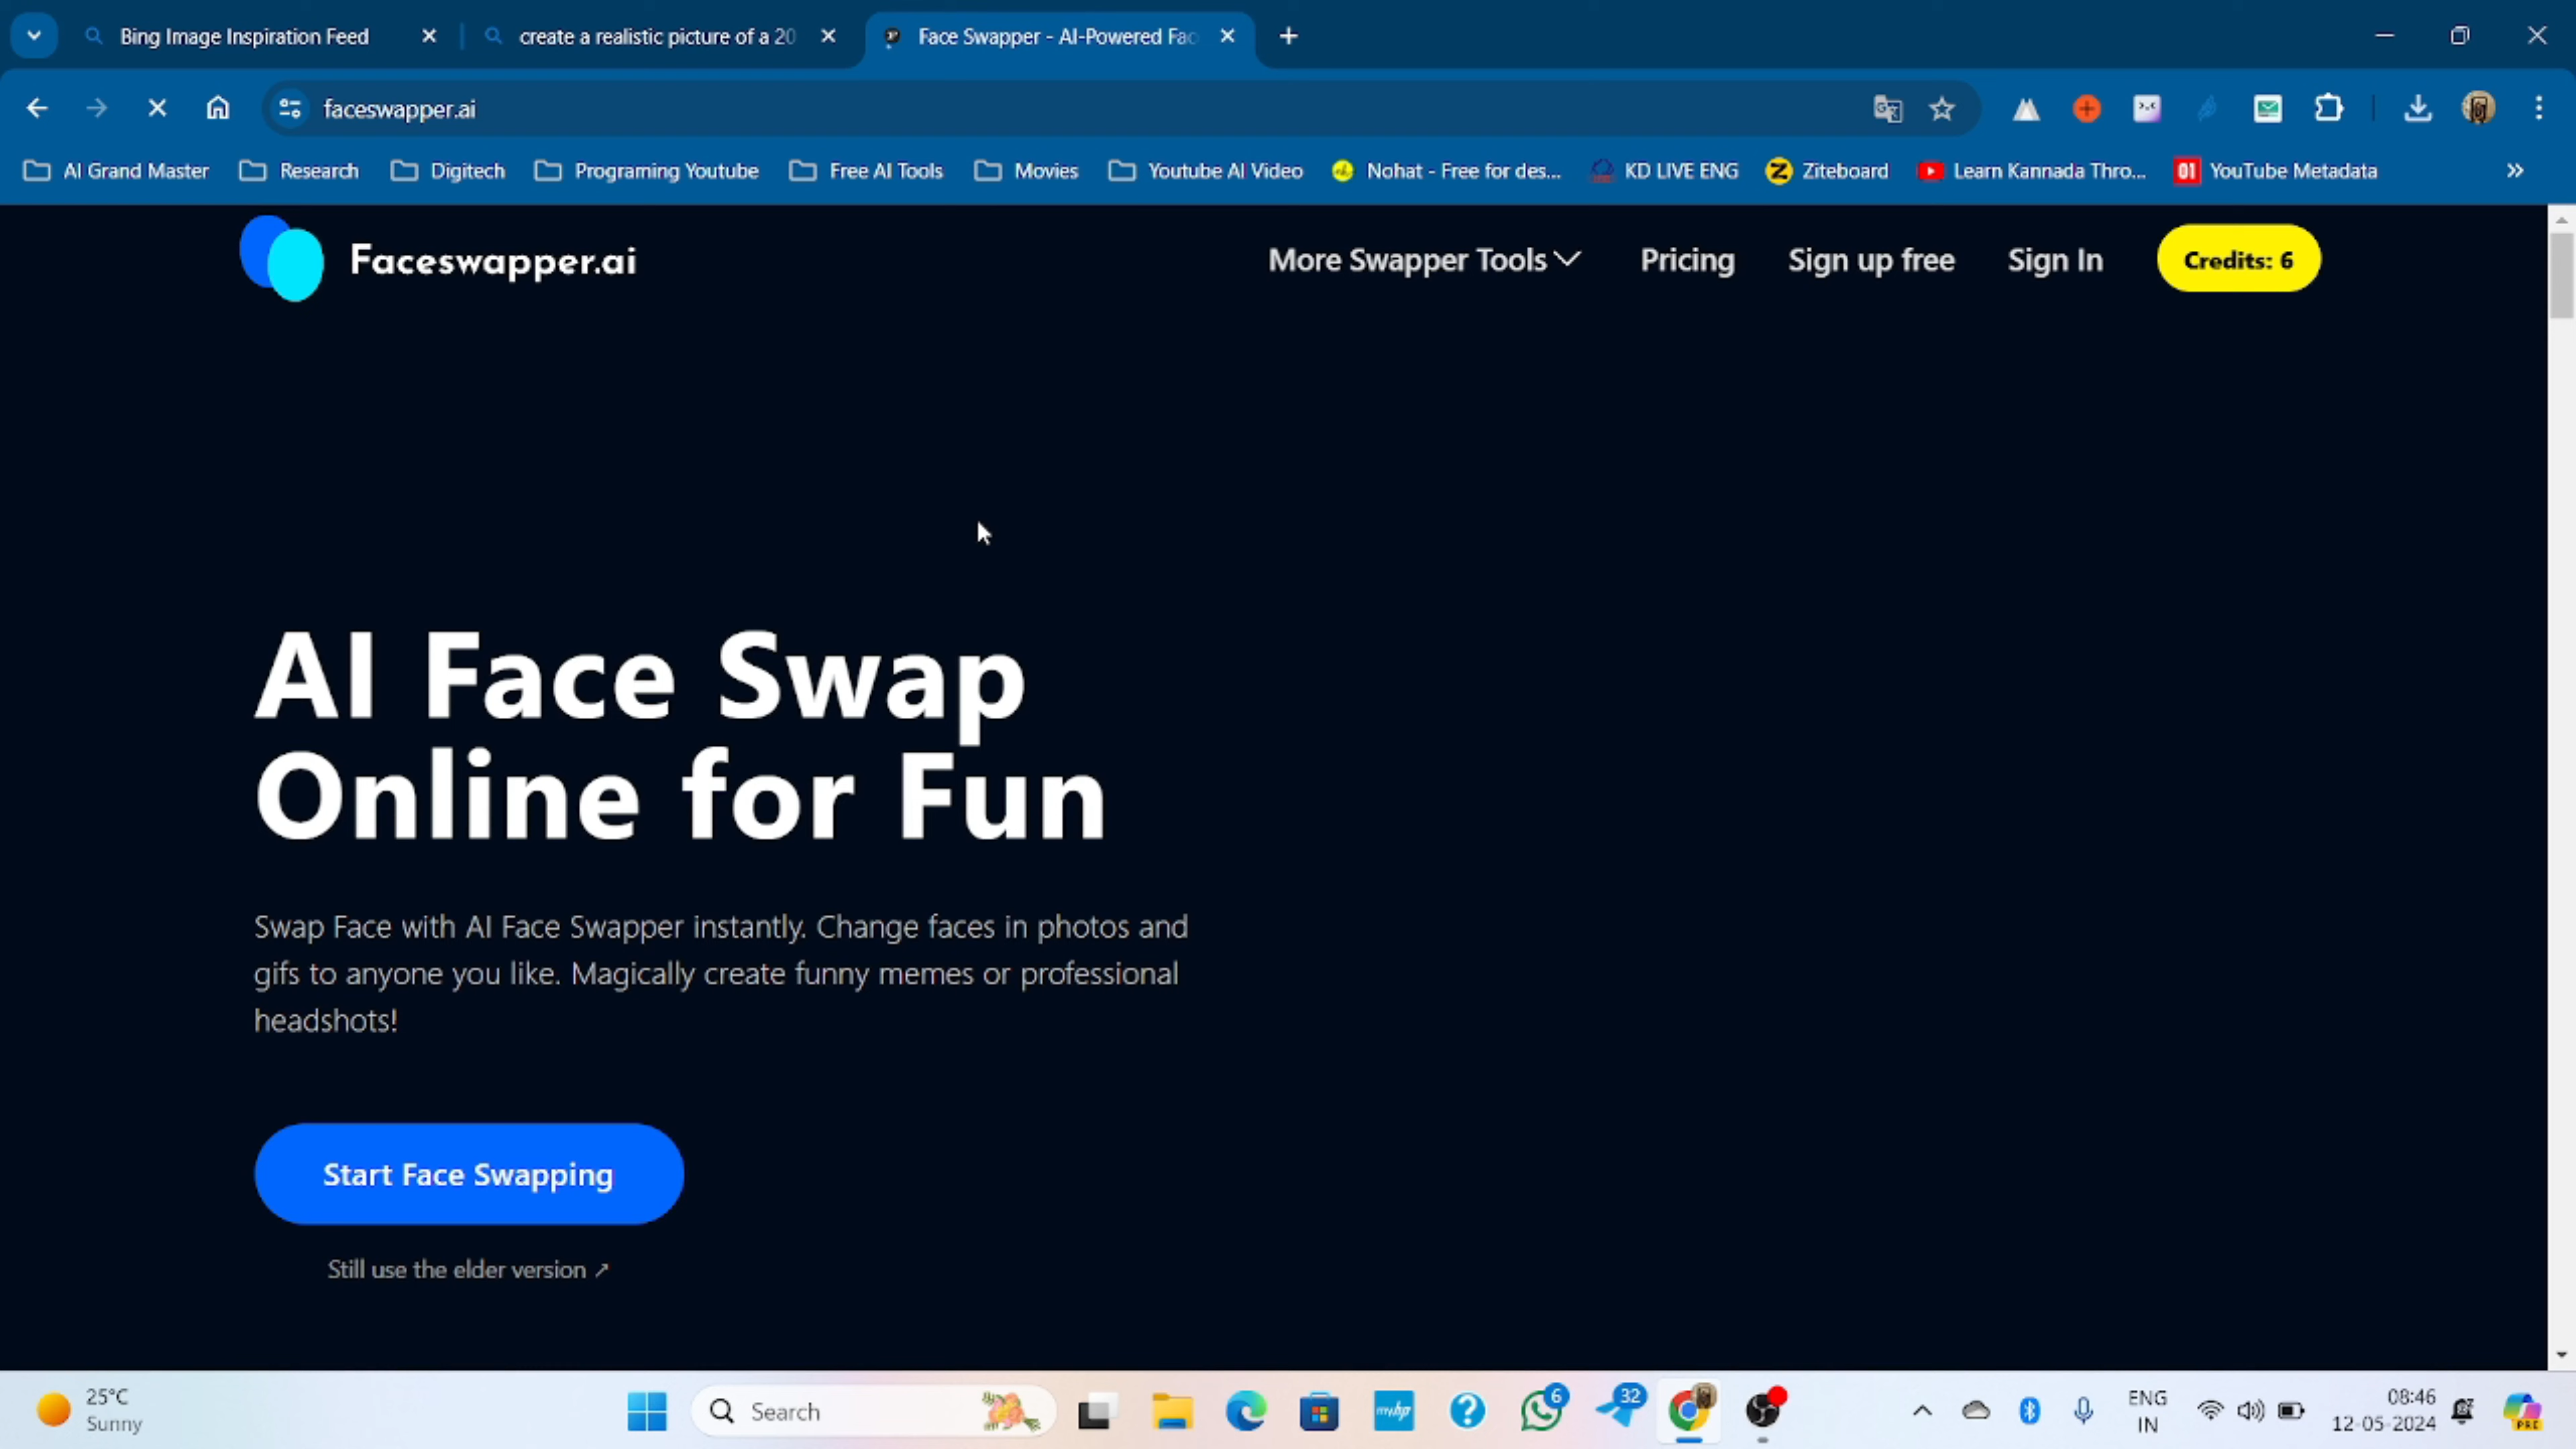 Bing Image Inspiration Feed
create a realistic picture of a 20
Face Swapper - AI-Powered Fac
faceswapper.ai
AI Grand Master
Research
Digitech
Programing Youtube
Free AI Tools
Movies
Youtube AI Video
Nohat - Free for des...
KD LIVE ENG
Ziteboard
Learn Kannada Thro...
01
YouTube Metadata
Faceswapper.ai
More Swapper Tools
Pricing
Sign up free
Sign In
Credits: 6
AI Face Swap
Online for Fun
Swap Face with AI Face Swapper instantly. Change faces in photos and
gifs to anyone you like. Magically create funny memes or professional
headshots!
Start Face Swapping
Still use the elder version ↗
25°C
Sunny
Search
myhp
6
32
ENG
IN
08:46
12-05-2024
PRE